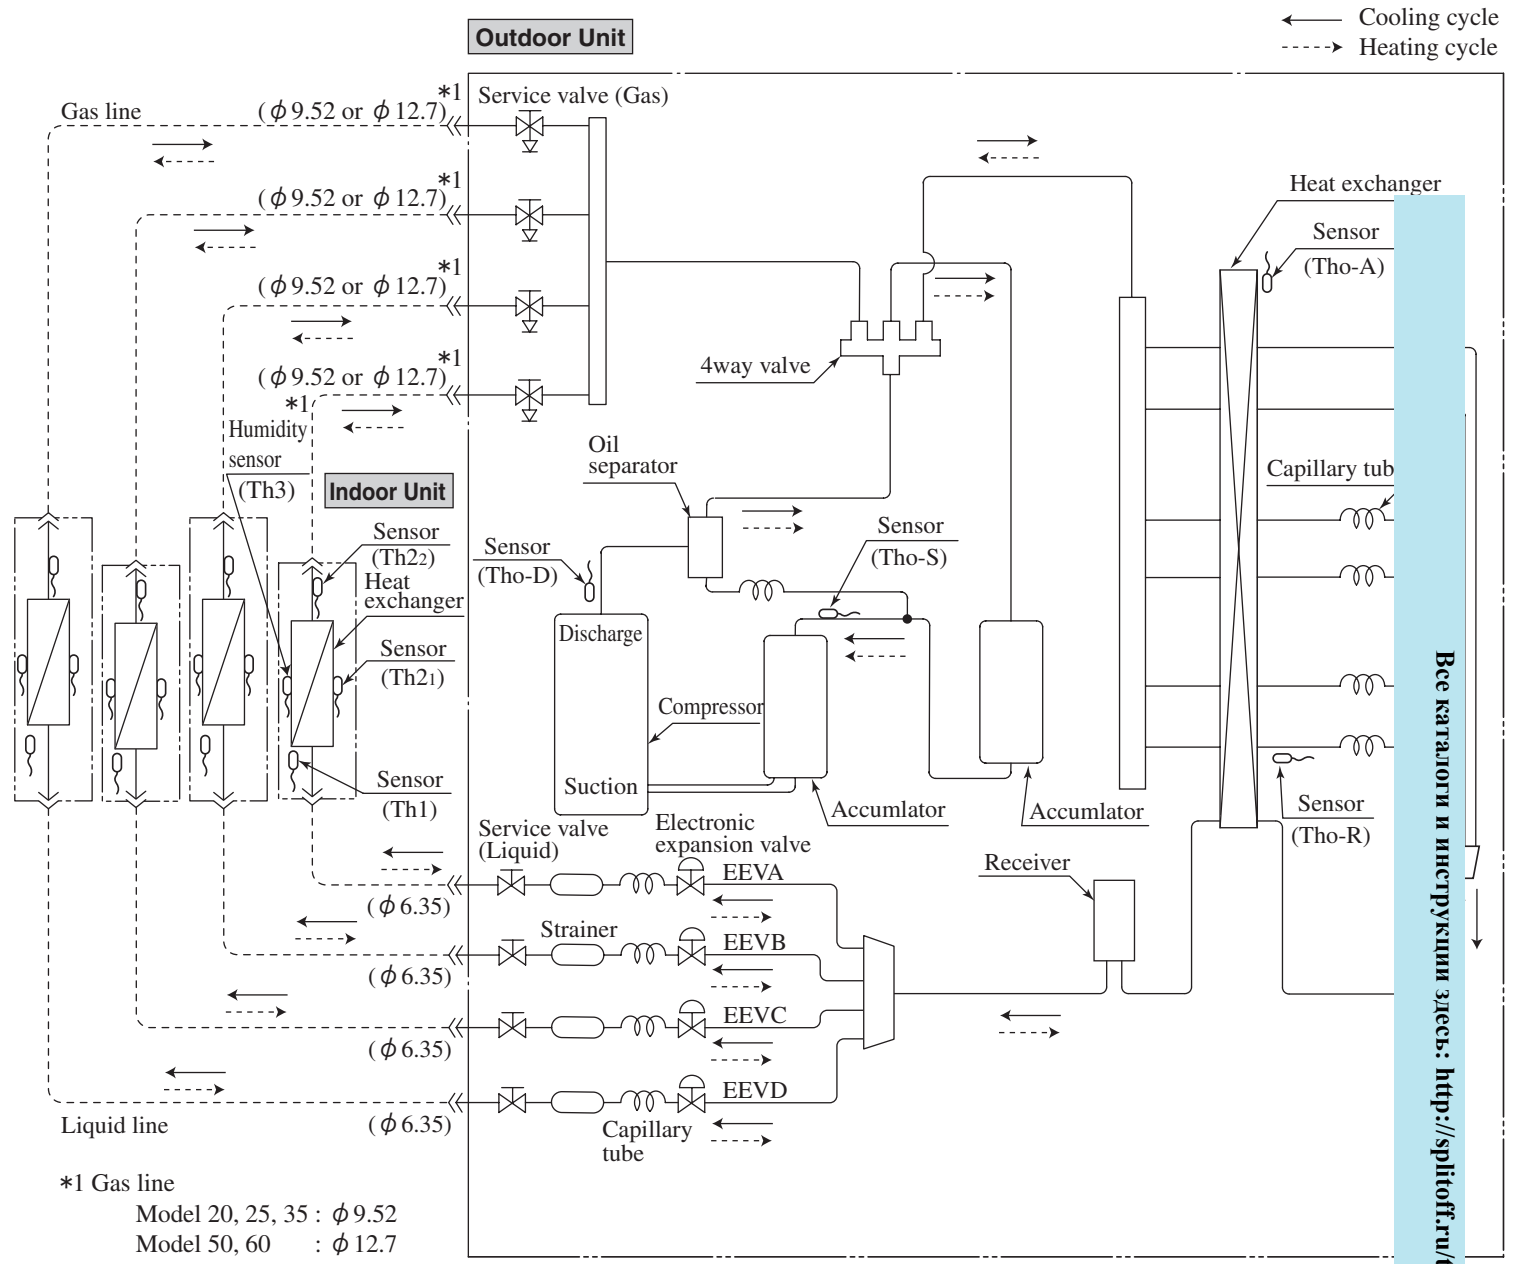 Cooling cycle
Heating cycle
Outdoor Unit
Gas line
(ϕ9.52 or ϕ12.7)
*1
Service valve (Gas)
*1
(ϕ9.52 or ϕ12.7)
*1
(ϕ9.52 or ϕ12.7)
*1
(ϕ9.52 or ϕ12.7)
*1
Heat exchanger
Sensor
(Tho-A)
4way valve
Humidity
sensor
(Th3)
Indoor Unit
Oil
separator
Capillary tub
Sensor
(Th22)
Heat
exchanger
Sensor
(Th21)
Sensor
(Th1)
Sensor
(Tho-D)
Sensor
(Tho-S)
Discharge
Compressor
Suction
Accumlator
Accumlator
Sensor
(Tho-R)
Service valve
(Liquid)
Electronic
expansion valve
EEVA
Receiver
(ϕ6.35)
Strainer
EEVB
(ϕ6.35)
EEVC
(ϕ6.35)
EEVD
Liquid line
(ϕ6.35)
Capillary
tube
*1 Gas line
Model 20, 25, 35 : ϕ9.52
Model 50, 60 : ϕ12.7
Все каталоги и инструкции здесь: http://splitoff.ru/t